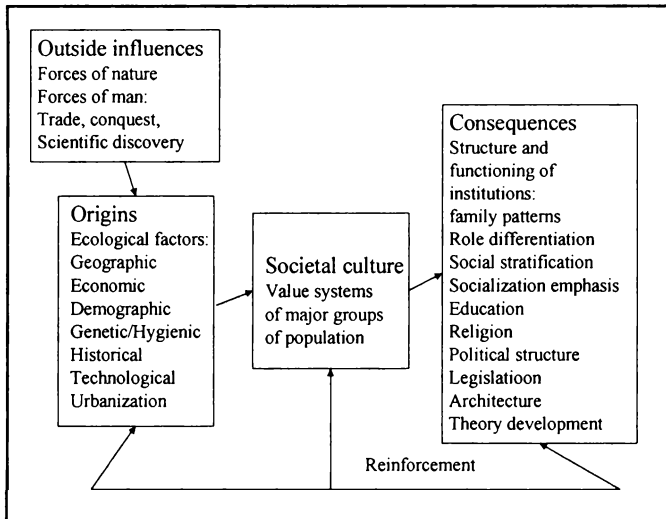 Outside influences
Forces of nature
Forces of man:
Trade, conquest,
Scientific discovery
Origins
Ecological factors:
Geographic
Economic
Demographic
Genetic/Hygienic
Historical
Technological
Urbanization
Societal culture
Value systems
of major groups
of population
Consequences
Structure and
functioning of
institutions:
family patterns
Role differentiation
Social stratification
Socialization emphasis
Education
Religion
Political structure
Legislatioon
Architecture
Theory development
Reinforcement